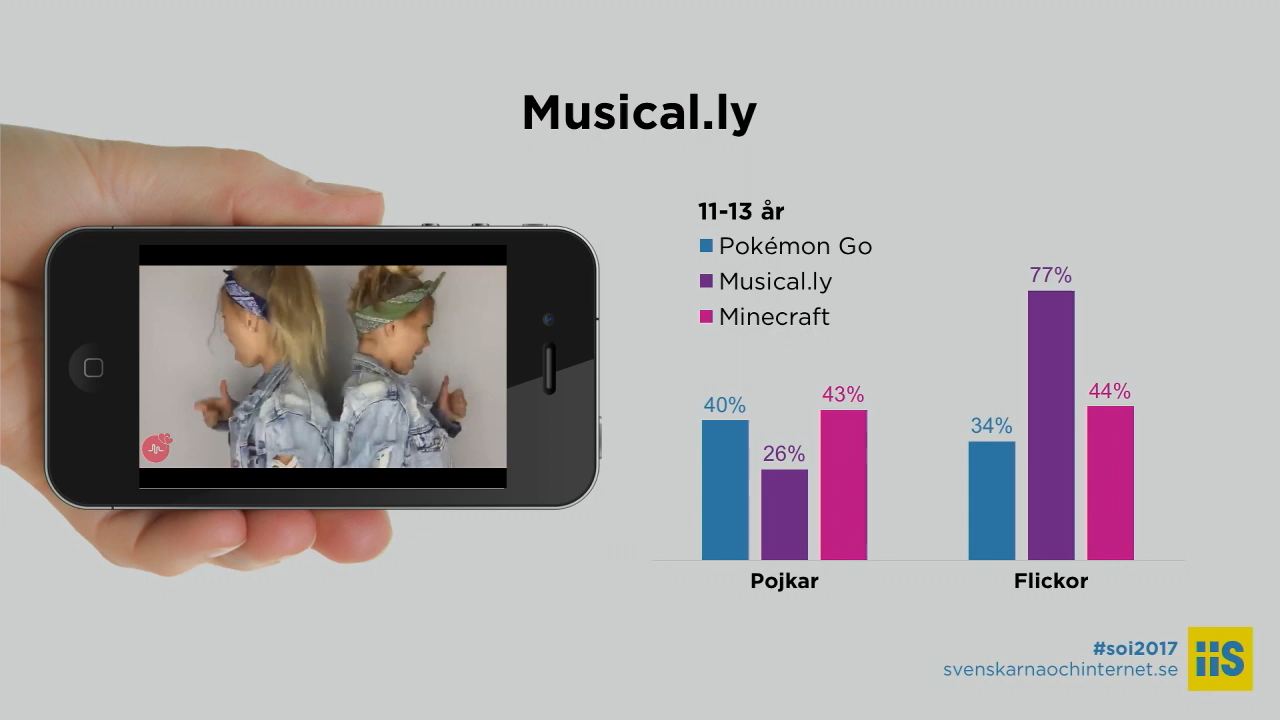 Musical.ly
11-13 år
Pokémon Go
Musical.ly
Minecraft
40%
26%
43%
34%
77%
44%
Pojkar
Flickor
#soi2017
svenskarnaochinternet.se
iis